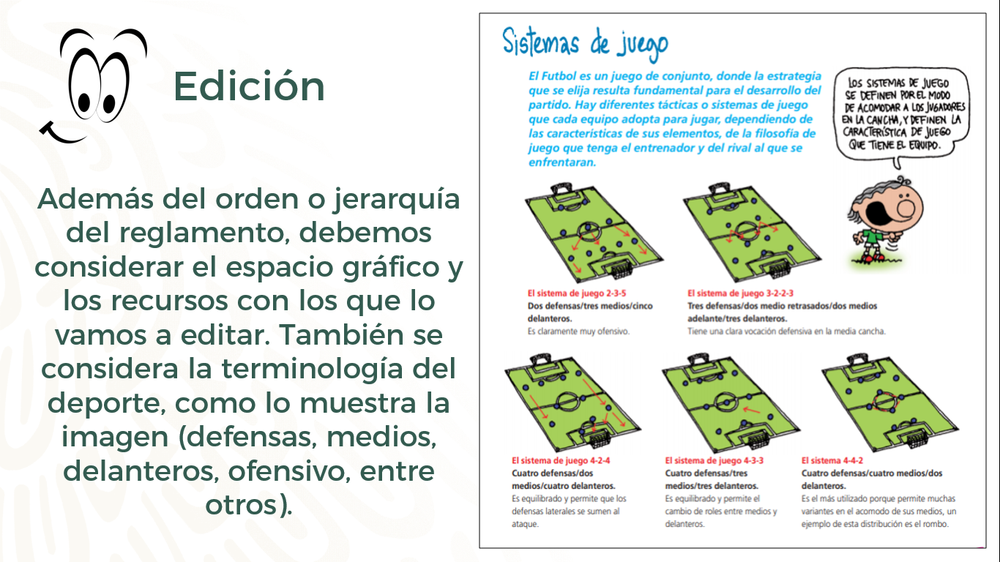 Edición
Además del orden o jerarquía
del reglamento, debemos
considerar el espacio gráfico y
los recursos con los que lo
vamos a editar. También se
considera la terminología del
deporte, como lo muestra la
imagen (defensas, medios,
delanteros, ofensivo, entre
otros).
Sistemas de juego
El Futbol es un juego de conjunto, donde la estrategia
que se elija resulta fundamental para el desarrollo del
partido. Hay diferentes tácticas o sistemas de juego
que cada equipo adopta para jugar, dependiendo de
las características de sus elementos, de la filosofia de
juego que tenga el entrenador y del rival al que se
enfrentaran.
LOS SISTEMAS DE JUEGO
SE DEFINEN POR EL MODO
DE ACOMODAR A LOS JUGADORES
EN LA CANCHA, Y DEFINEN LA
CARACTERÍSTICA DE JUEGO
QUE TIENE EL EQUIPO.
El sistema de juego 2-3-5
Dos defensas/tres medios/cinco
delanteros.
Es claramente muy ofensivo.
El sistema de juego 3-2-2-3
Tres defensas/dos medio retrasados/dos medios
adelante/tres delanteros.
Tiene una clara vocación defensiva en la media cancha.
El sistema de juego 4-2-4
Cuatro defensas/dos
medios/cuatro delanteros.
Es equilibrado y permite que los
defensas laterales se sumen al
ataque.
El sistema de juego 4-3-3
Cuatro defensas/tres
medios/tres delanteros.
Es equilibrado y permite el
cambio de roles entre medios y
delanteros.
El sistema 4-4-2
Cuatro defensas/cuatro medios/dos
delanteros.
Es el más utilizado porque permite muchas
variantes en el acomodo de sus medios, un
ejemplo de esta distribución es el rombo.